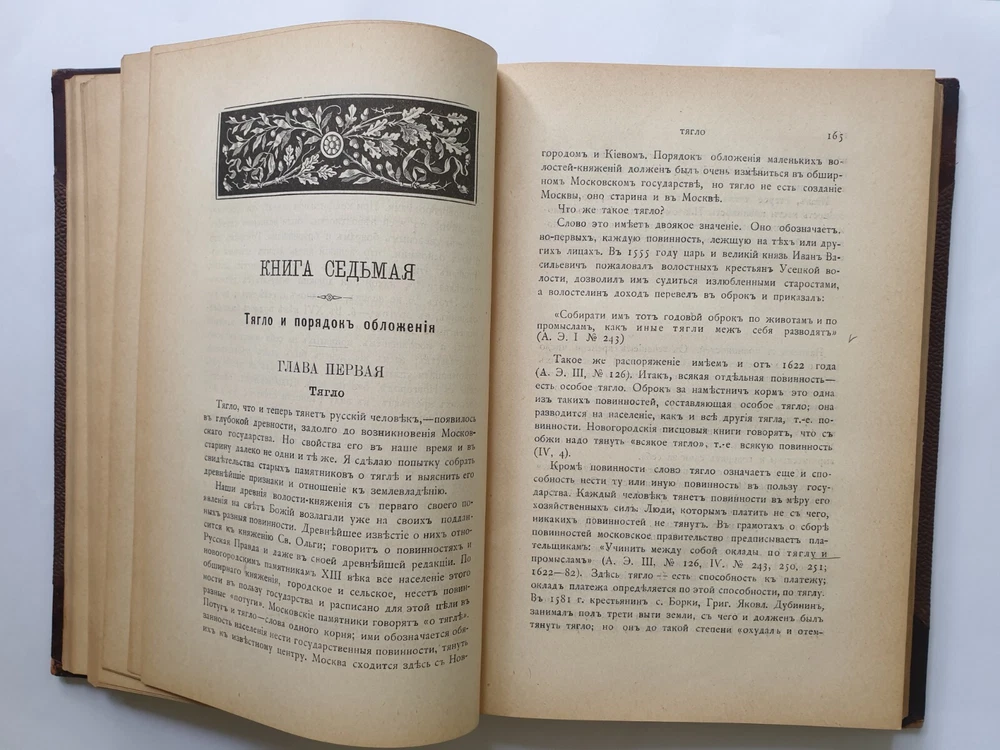 КНИГА СЕДЬМАЯ
Тягло и порядокъ обложенія
ГЛАВА ПЕРВАЯ
Тягло
Тягло, что и теперь тянетъ русскій человѣкъ,—появилось
въ глубокой древности, задолго до возникновенія Москов-
скаго государства. Но свойства его въ наше время и въ
старину далеко не одни и тѣ же. Я сдѣлаю попытку собрать
свидѣтельства старыхъ памятниковъ о тяглѣ и выяснить его
древнѣйшіе признаки и отношеніе къ землевладѣнію.
Наши древнія волости-княженія съ перваго своего по-
явленія на свѣтъ Божій возлагали уже на своихъ поддан-
ныхъ разныя повинности. Древнѣйшее извѣстіе о нихъ отно-
сится къ княженію Св. Ольги; говоритъ о повинностяхъ и
Русская Правда и даже въ своей древнѣйшей редакціи. По
новогородскимъ памятникамъ XIII вѣка все населеніе этого
обширнаго княженія, городское и сельское, несетъ повин-
ности въ пользу государства и расписано для этой цѣли въ
разные «потуги». Московскіе памятники говорятъ «о тяглѣ».
Потугъ и тягло—слова одного корня; ими обозначается обя-
занность населенія нести государственныя повинности, тянуть
ихъ къ извѣстному центру. Москва сходится здѣсь съ Нов-
ТЯГЛО 165
городомъ и Кіевомъ. Порядокъ обложенія маленькихъ во-
лостей-княженій долженъ былъ очень измѣниться въ обшир-
номъ Московскомъ государствѣ, но тягло не есть созданіе
Москвы, оно старина и въ Москвѣ.
Что же такое тягло?
Слово это имѣетъ двоякое значеніе. Оно обозначаетъ,
во-первыхъ, каждую повинность, лежщую на тѣхъ или дру-
гихъ лицахъ. Въ 1555 году царь и великій князь Иванъ Ва-
сильевичъ пожаловалъ волостныхъ крестьянъ Усецкой во-
лости, дозволилъ имъ судиться излюбленными старостами,
а волостелинъ доходъ перевелъ въ оброкъ и приказалъ:
«Собирати имъ тотъ годовой оброкъ по животамъ и по
промысламъ, какъ иные тягли межъ себя разводятъ»
(А. Э. I № 243)
Такое же распоряженіе имѣемъ и отъ 1622 года
(А. Э. III, № 126). Итакъ, всякая отдѣльная повинность—
есть особое тягло. Оброкъ за намѣстничъ кормъ это одна
изъ такихъ повинностей, составляющая особое тягло; она
разводится на населеніе, какъ и всѣ другія тягла, т.-е. по-
винности. Новгородскія писцовыя книги говорятъ, что съ
обжи надо тянуть «всякое тягло», т.-е. всякую повинность
(IV, 4).
Кромѣ повинности слово тягло означаетъ еще и спо-
собность нести ту или иную повинность въ пользу госу-
дарства. Каждый человѣкъ тянетъ повинности въ мѣру его
хозяйственныхъ силъ. Люди, которымъ платить не съ чего,
никакихъ повинностей не тянутъ. Въ грамотахъ о сборѣ
повинностей московское правительство предписываетъ пла-
тельщикамъ: «Учинить между собой оклады по тяглу и
промысламъ» (А. Э. III, № 126, IV. № 243, 250, 251;
1622—82). Здѣсь тягло — есть способность къ платежу;
окладъ платежа опредѣляется по этой способности, по тяглу.
Въ 1581 г. крестьянинъ с. Борки, Григ. Яковл. Дубининъ,
занималъ полъ трети выти земли, съ чего и долженъ былъ
тянуть тягло; но онъ до такой степени «охудалъ и отем-